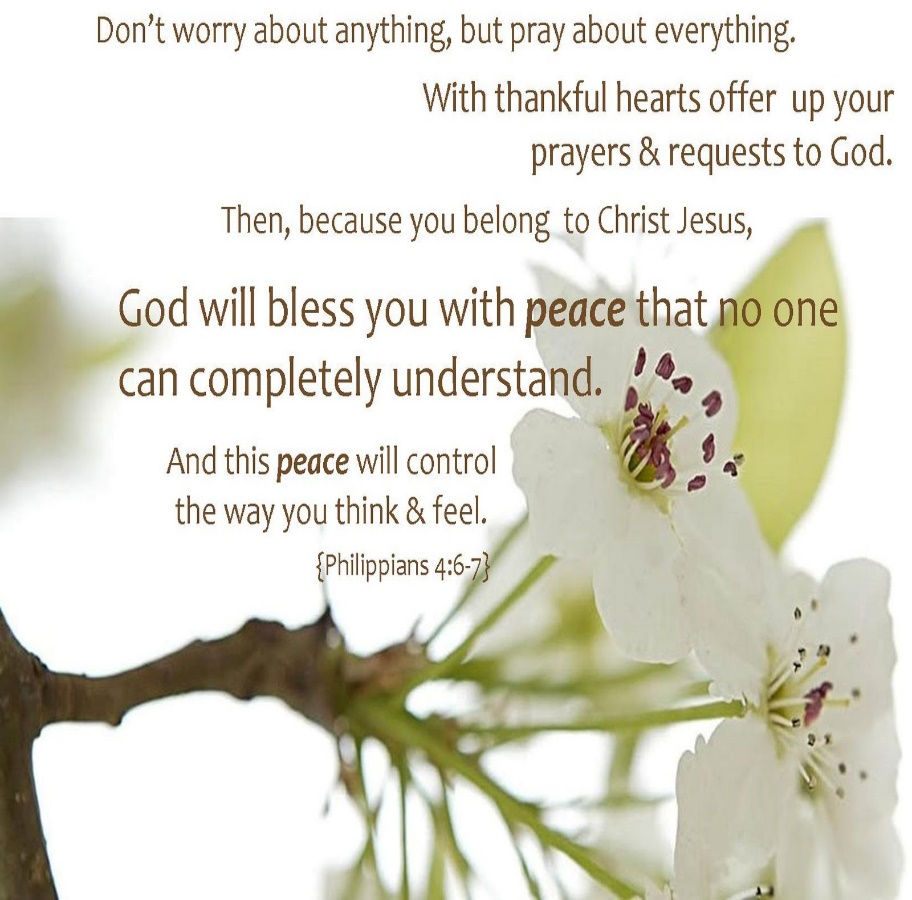 Don’t worry about anything, but pray about everything.
With thankful hearts offer up your
prayers & requests to God.
Then, because you belong to Christ Jesus,
God will bless you with peace that no one
can completely understand.
And this peace will control
the way you think & feel.
{Philippians 4:6-7}